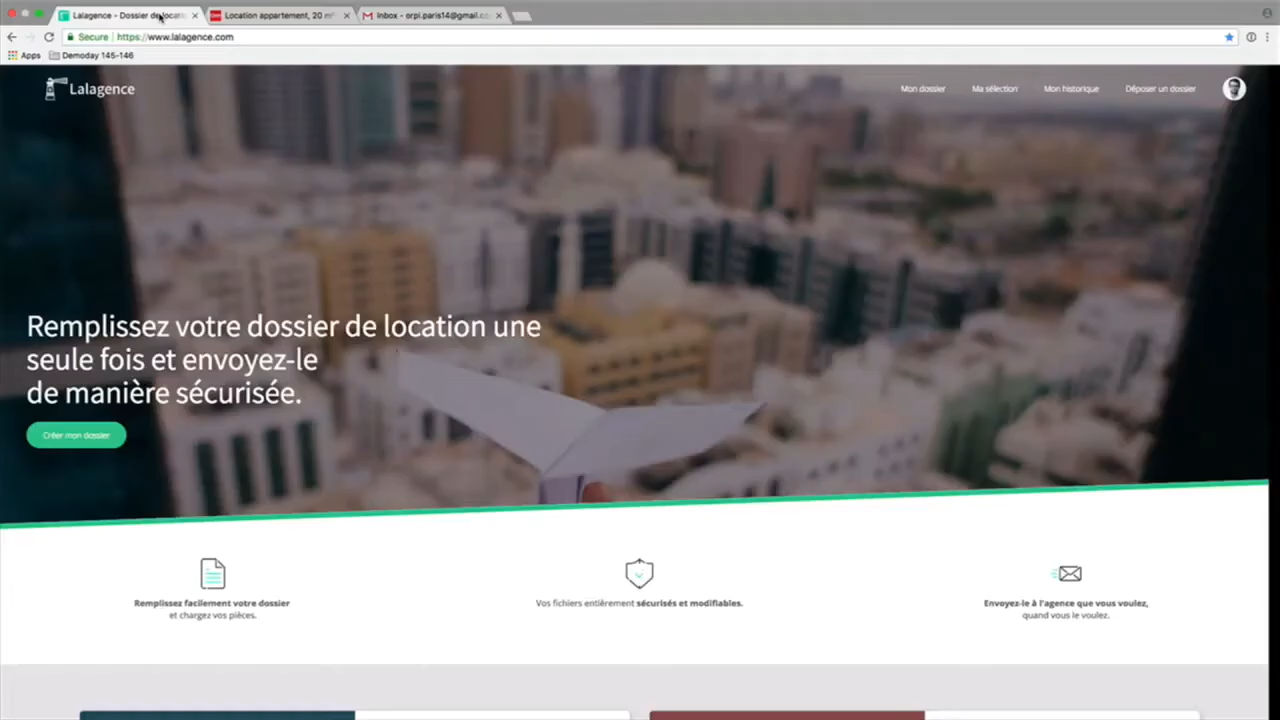 Lalagence - Dossier de locati
Location appartement, 20 m²
Inbox - orpi.paris14@gmail.co
Secure
https://www.lalagence.com
Apps
Demoday 145-146
Lalagence
Mon dossier
Ma sélection
Mon historique
Déposer un dossier
Remplissez votre dossier de location une
seule fois et envoyez-le
de manière sécurisée.
Créer mon dossier
Remplissez facilement votre dossier
et chargez vos pièces.
Vos fichiers entièrement sécurisés et modifiables.
Envoyez-le à l'agence que vous voulez,
quand vous le voulez.